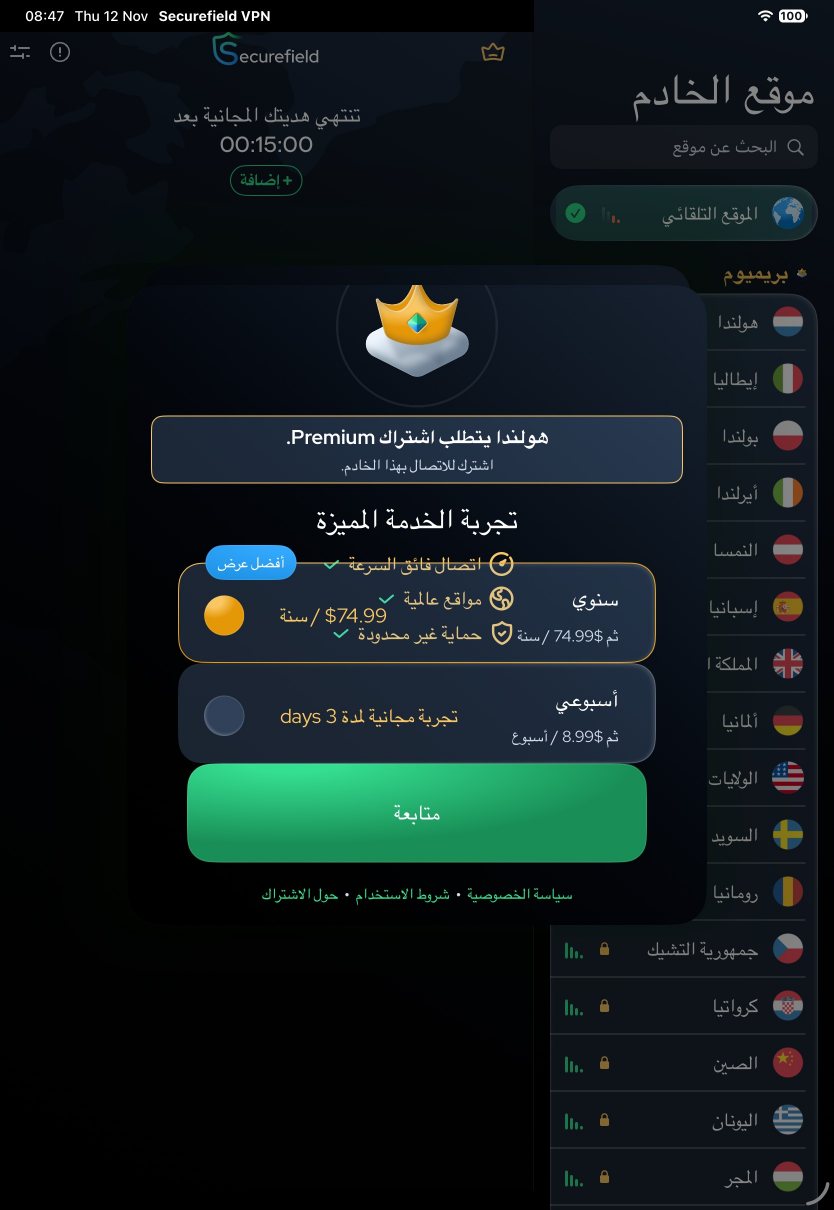 08:47 Thu 12 Nov Securefield VPN
100
Securefield
تنتهي هديتك المجانية بعد
00:15:00
+ إضافة
موقع الخادم
البحث عن موقع
الموقع التلقائي
بريميوم
هولندا
إيطاليا
بولندا
أيرلندا
النمسا
إسبانيا
المملكة ا
ألمانيا
الولايات
السويد
رومانيا
جمهورية التشيك
كرواتيا
الصين
اليونان
المجر
هولندا يتطلب اشتراك Premium.
اشترك للاتصال بهذا الخادم.
تجربة الخدمة المميزة
اتصال فائق السرعة
مواقع عالمية
حماية غير محدودة
أفضل عرض
سنوي
$74.99 / سنة
ثم 74.99$ / سنة
أسبوعي
تجربة مجانية لمدة 3 days
ثم 8.99$ / أسبوع
متابعة
سياسة الخصوصية • شروط الاستخدام • حول الاشتراك